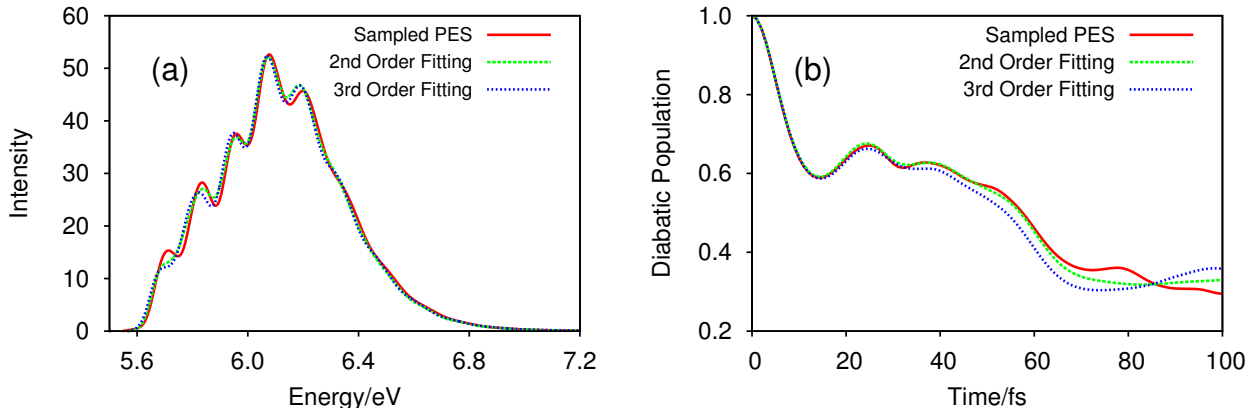 60
50
40
30
20
10
0
5.6
6.0
6.4
6.8
7.2
Intensity
Energy/eV
(a)
Sampled PES
2nd Order Fitting
3rd Order Fitting
1.0
0.8
0.6
0.4
0.2
0
20
40
60
80
100
Diabatic Population
Time/fs
(b)
Sampled PES
2nd Order Fitting
3rd Order Fitting